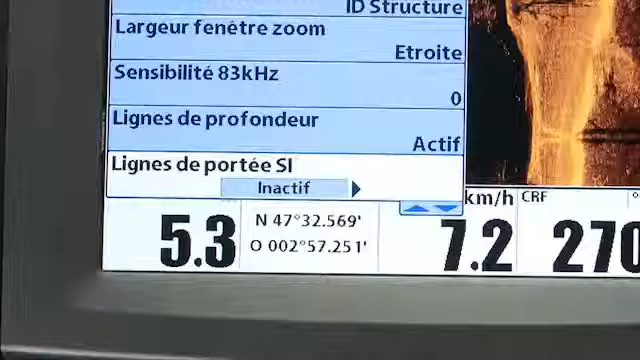 ID Structure
Largeur fenêtre zoom
Etroite
Sensibilité 83kHz
0
Lignes de profondeur
Actif
Lignes de portée SI
Inactif
km/h CRF °
5.3 N 47°32.569' 7.2 270
O 002°57.251'